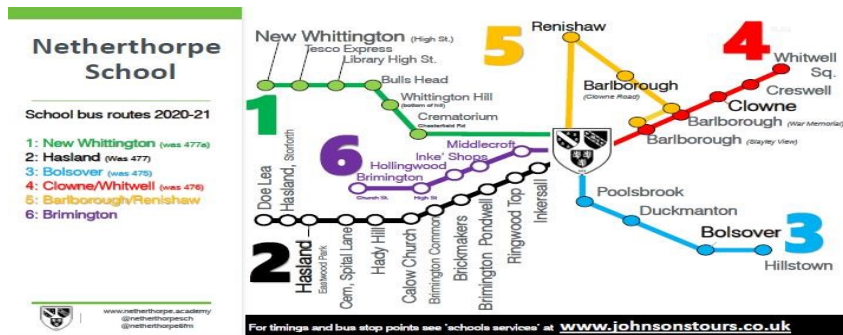 Netherthorpe
School
School bus routes 2020-21
1: New Whittington (was 477a)
2: Hasland (Was 477)
3: Bolsover (was 475)
4: Clowne/Whitwell (was 476)
5: Barlborough/Renishaw
6: Brimington
www.netherthorpe.academy
@netherthorpesch
@netherthorpe6fm
New Whittington (High St.)
Tesco Express
Library High St.
Bulls Head
Whittington Hill
(bottom of hill)
Crematorium
Chesterfield Rd
1
5
Renishaw
Barlborough
(Clowne Road)
4
Whitwell
Sq.
Creswell
Clowne
Barlborough (War Memorial)
Barlborough (Slayley View)
6
Middlecroft
Inke' Shops
Hollingwood
Brimington
Church St.
High St
2
Doe Lea
Hasland, Storforth
Hasland
Eastwood Park
Cem, Spital Lane
Hady Hill
Calow Church
Brimington Common
Brickmakers
Brimington Pondwell
Ringwood Top
Inkersall
Poolsbrook
Duckmanton
Bolsover
3
Hillstown
For timings and bus stop points see 'schools services' at www.johnsonstours.co.uk